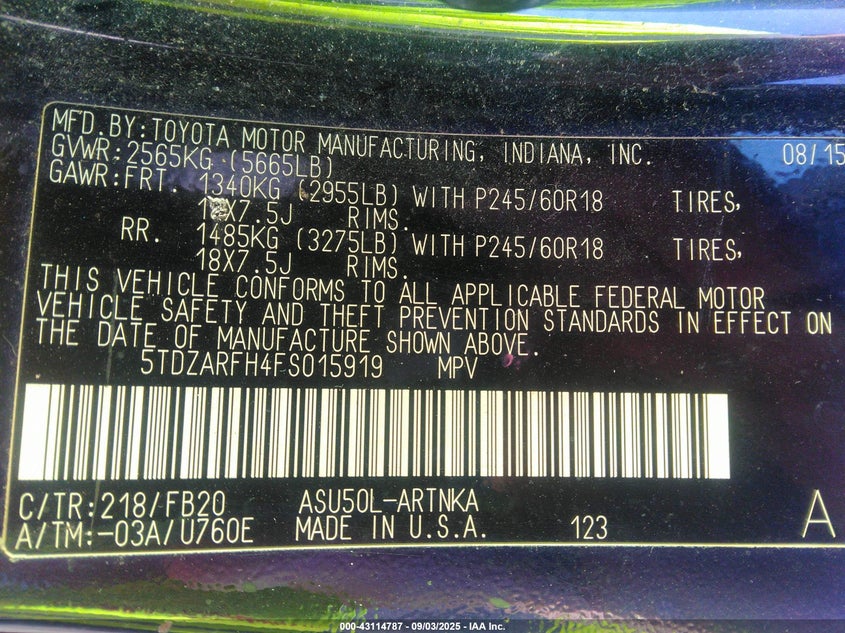 MFD.BY:TOYOTA MOTOR MANUFACTURING, INDIANA, INC. 08/15
GVWR:2565KG (5665LB)
GAWR:FRT. 1340KG (2955LB) WITH P245/60R18 TIRES,
18X7.5J RIMS.
RR. 1485KG (3275LB) WITH P245/60R18 TIRES,
18X7.5J RIMS.
THIS VEHICLE CONFORMS TO ALL APPLICABLE FEDERAL MOTOR
VEHICLE SAFETY AND THEFT PREVENTION STANDARDS IN EFFECT ON
THE DATE OF MANUFACTURE SHOWN ABOVE.
5TDZARFH4FS015919 MPV
C/TR:218/FB20 ASU50L-ARTNKA
A/TM:-03A/U760E MADE IN U.S.A. 123 A
000-43114787 - 09/03/2025 - IAA Inc.